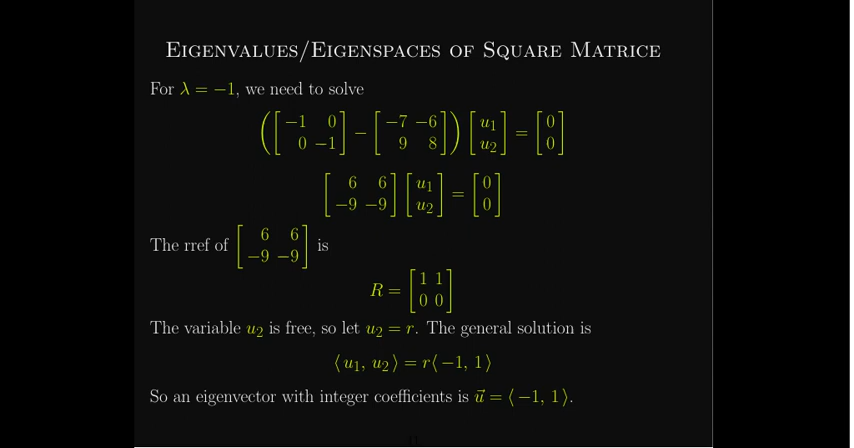 Eigenvalues/Eigenspaces of Square Matrice
For λ = −1, we need to solve
([−1 0; 0 −1] − [−7 −6; 9 8]) [u₁; u₂] = [0; 0]
[6 6; −9 −9] [u₁; u₂] = [0; 0]
The rref of [6 6; −9 −9] is
R = [1 1; 0 0]
The variable u₂ is free, so let u₂ = r. The general solution is
⟨u₁, u₂⟩ = r⟨−1, 1⟩
So an eigenvector with integer coefficients is u⃗ = ⟨−1, 1⟩.